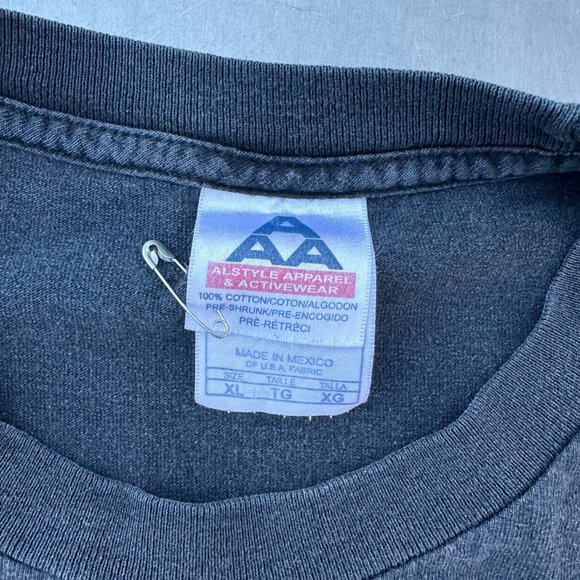 A
AAA
ALSTYLE APPAREL
& ACTIVEWEAR
100% COTTON/COTON/ALGODON
PRE-SHRUNK/PRE-ENCOGIDO
PRÉ-RÉTRÉCI
MADE IN MEXICO
OF U.S.A. FABRIC
SIZE TAILLE TALLA
XL TG XG